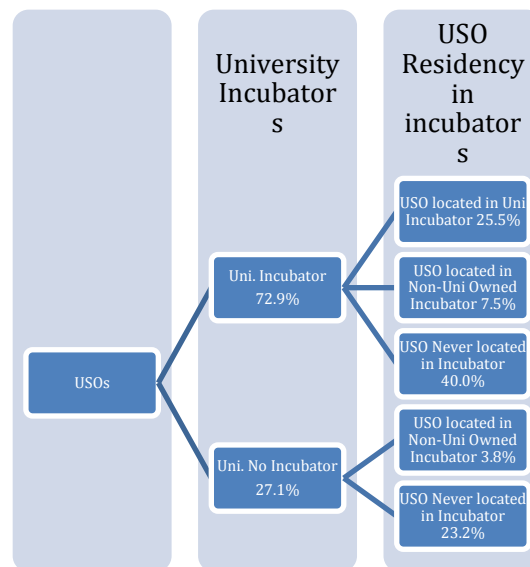 University
Incubator
s
USO
Residency
in
incubator
s
USOs
Uni. Incubator
72.9%
Uni. No Incubator
27.1%
USO located in Uni
Incubator 25.5%
USO located in
Non-Uni Owned
Incubator 7.5%
USO Never located
in Incubator
40.0%
USO located in
Non-Uni Owned
Incubator 3.8%
USO Never located
in Incubator
23.2%